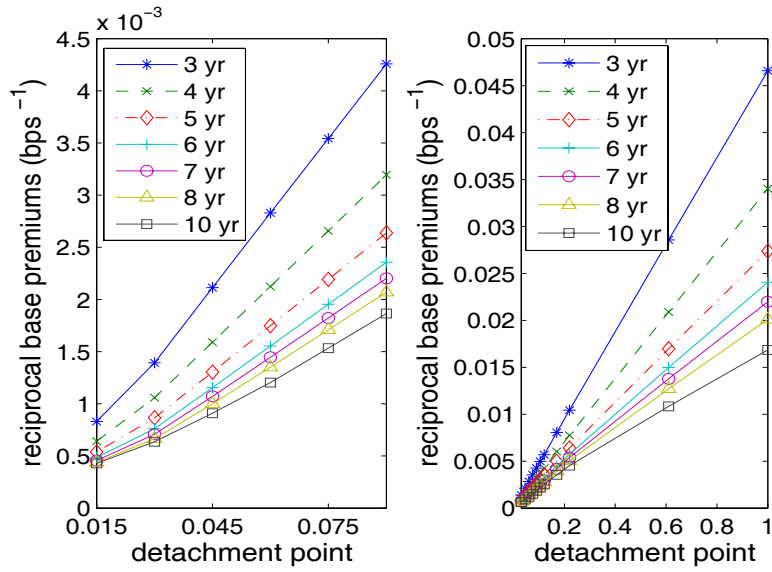 × 10⁻³
4.5
4
3.5
3
2.5
2
1.5
1
0.5
0
0.015
0.045
0.075
reciprocal base premiums (bps⁻¹)
detachment point
3 yr
4 yr
5 yr
6 yr
7 yr
8 yr
10 yr
0.05
0.045
0.04
0.035
0.03
0.025
0.02
0.015
0.01
0.005
0
0.2
0.4
0.6
0.8
1
reciprocal base premiums (bps⁻¹)
detachment point
3 yr
4 yr
5 yr
6 yr
7 yr
8 yr
10 yr